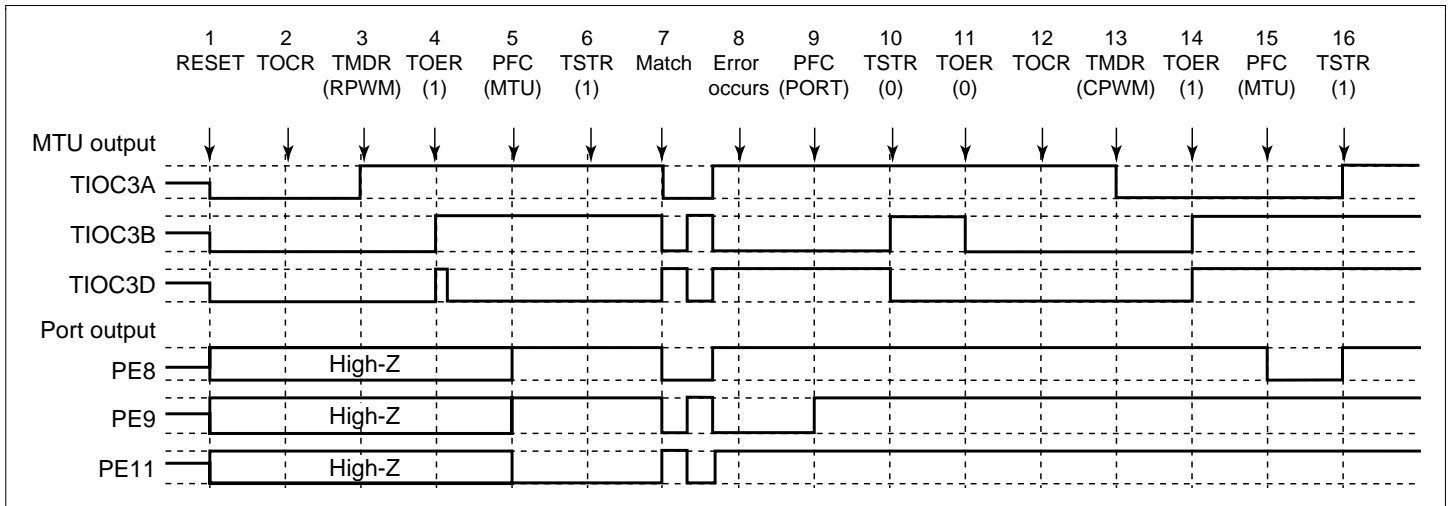 1 2 3 4 5 6 7 8 9 10 11 12 13 14 15 16
RESET TOCR TMDR TOER PFC TSTR Match Error PFC TSTR TOER TOCR TMDR TOER PFC TSTR
(RPWM) (1) (MTU) (1) occurs (PORT) (0) (0) (CPWM) (1) (MTU) (1)
MTU output
TIOC3A
TIOC3B
TIOC3D
Port output
PE8 High-Z
PE9 High-Z
PE11 High-Z